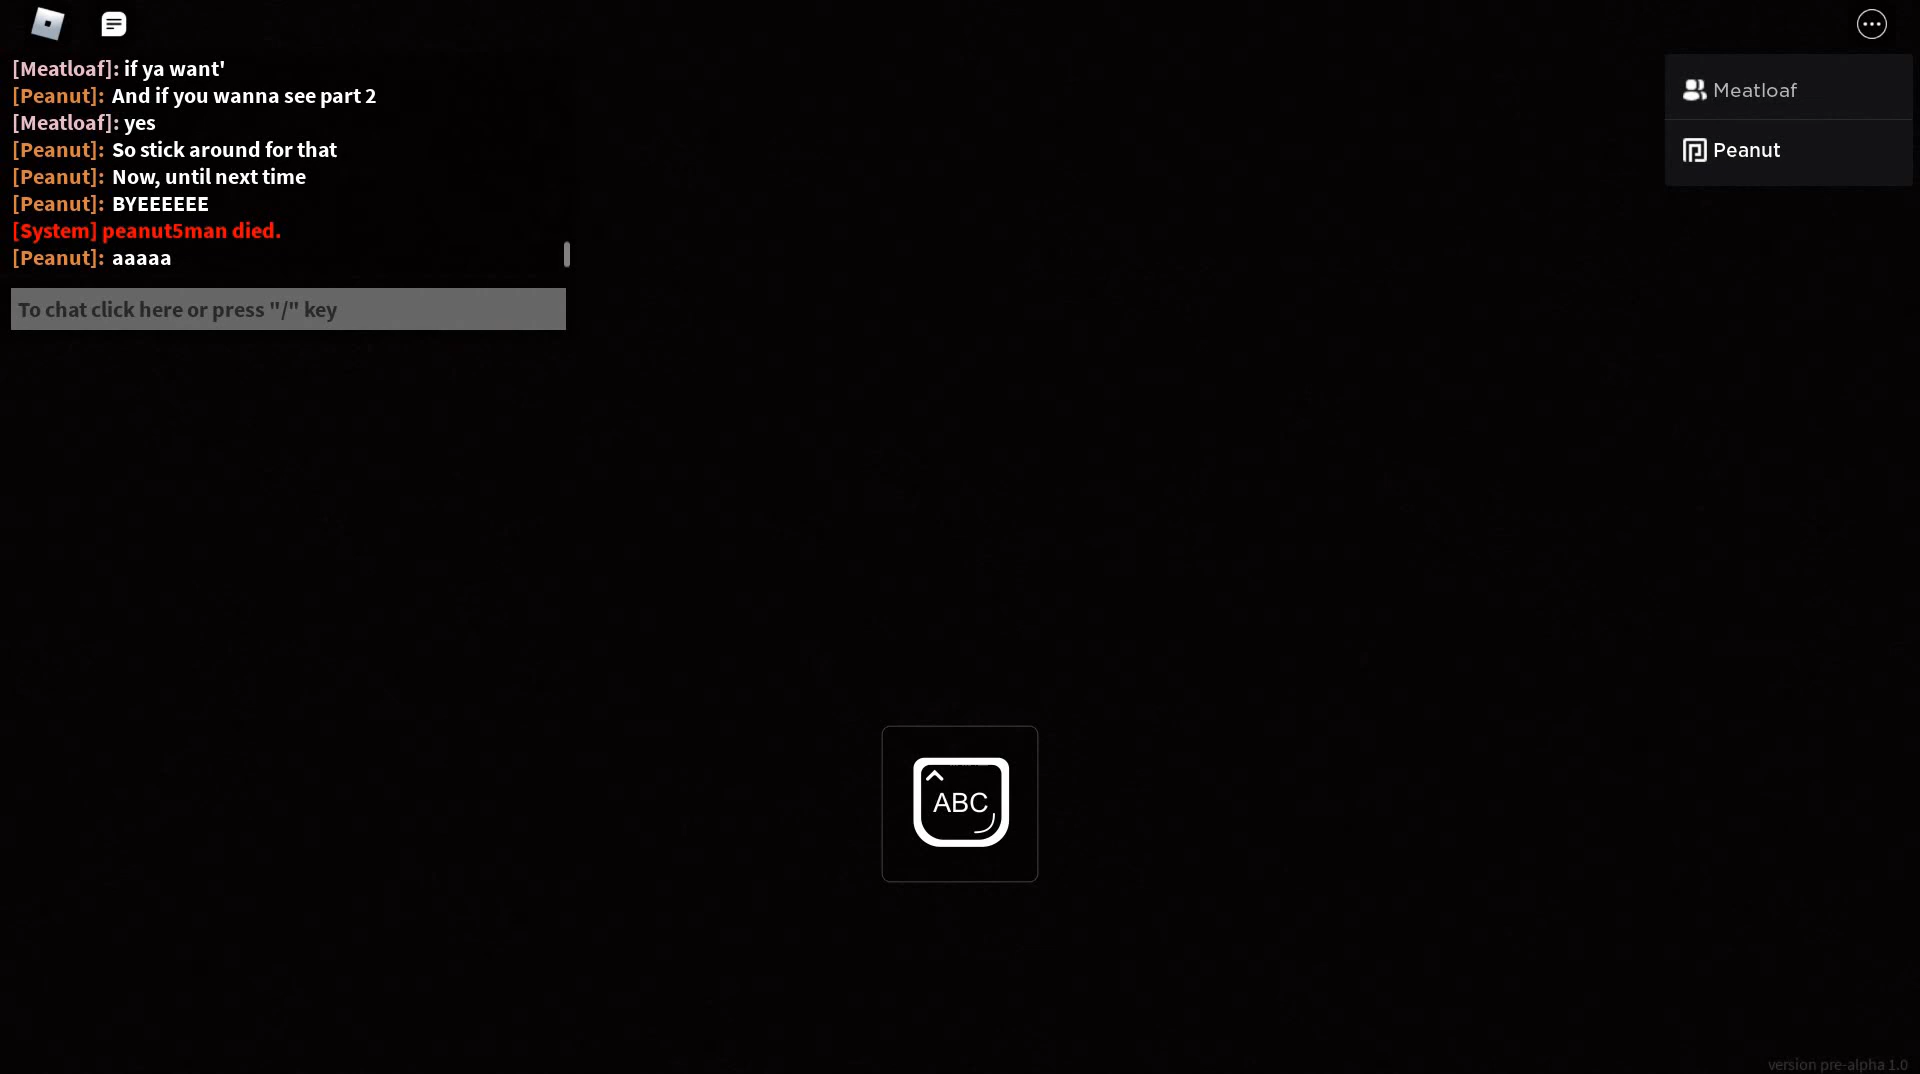 [Meatloaf]: if ya want'
[Peanut]: And if you wanna see part 2
[Meatloaf]: yes
[Peanut]: So stick around for that
[Peanut]: Now, until next time
[Peanut]: BYEEEEEE
[System] peanut5man died.
[Peanut]: aaaaa
To chat click here or press "/" key
Meatloaf
Peanut
ABC
version pre-alpha 1.0